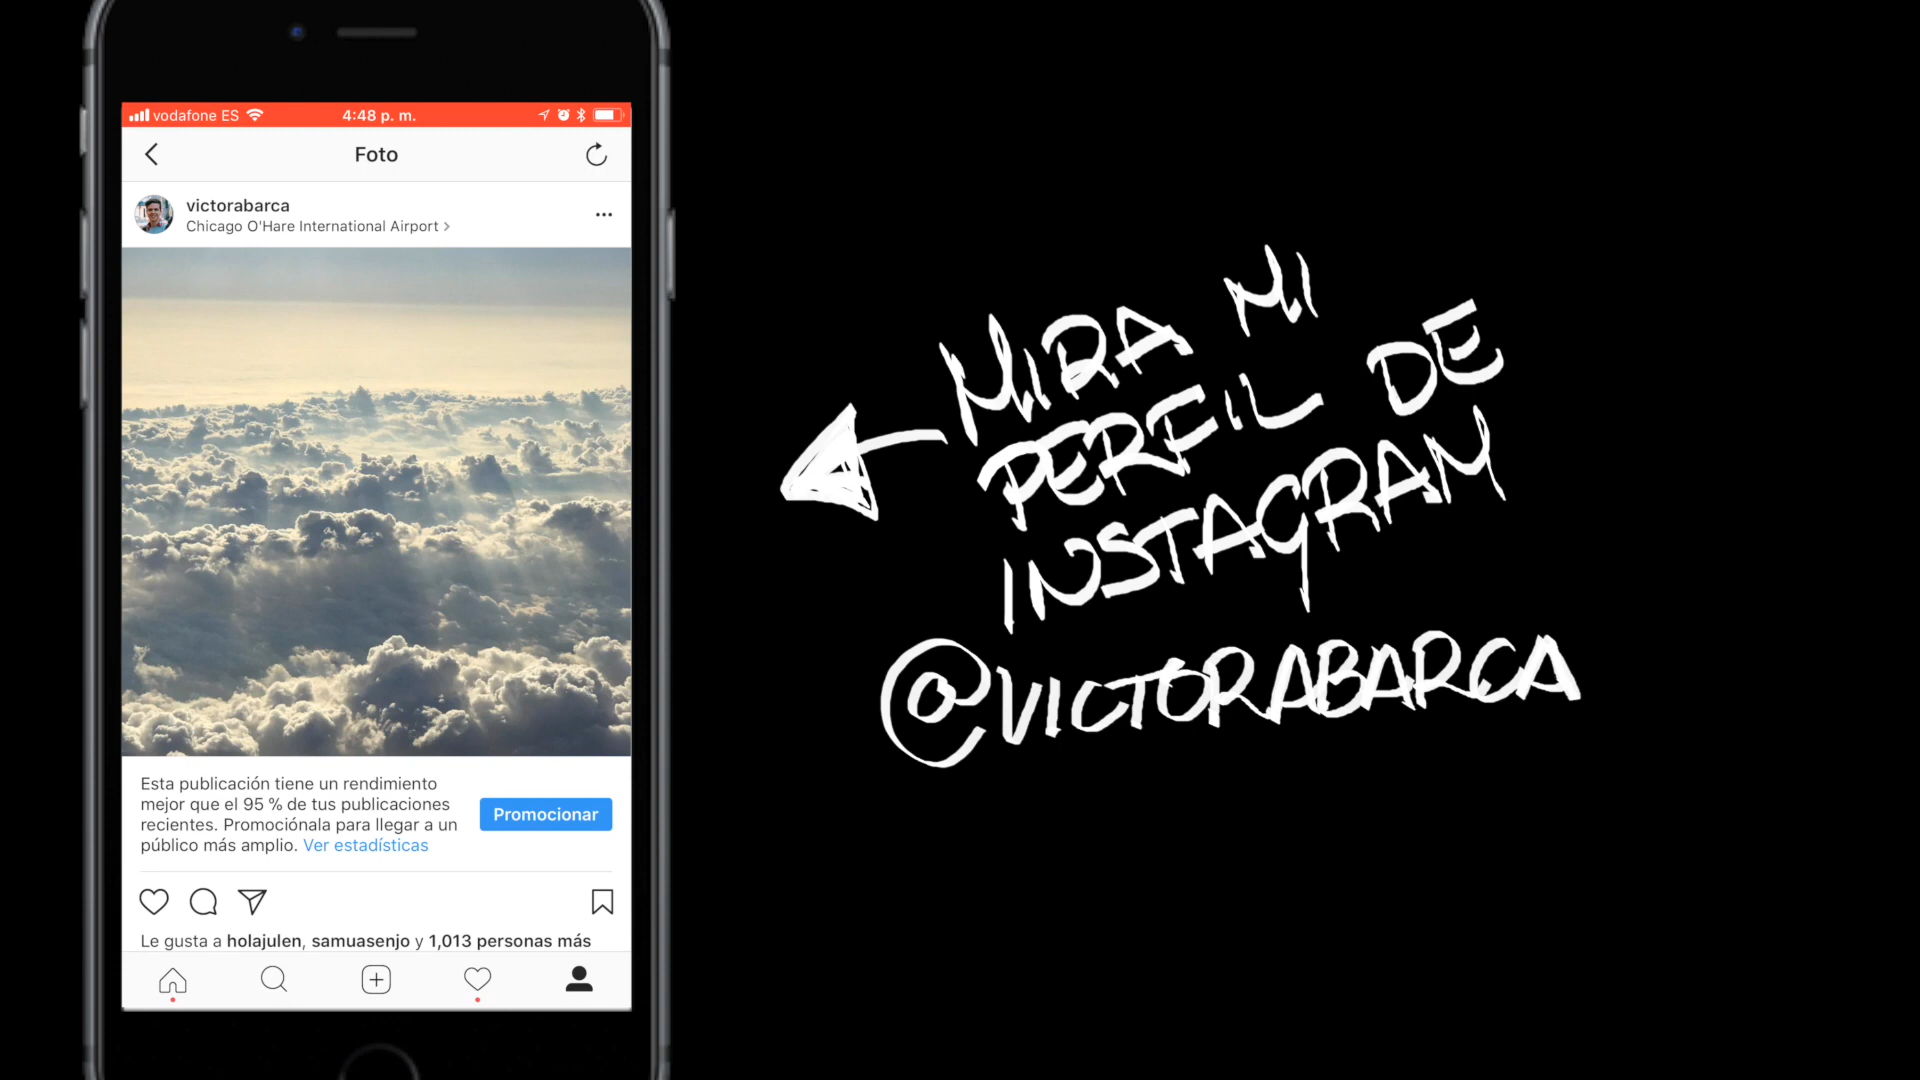 vodafone ES
4:48 p. m.
Foto
victorabarca
Chicago O'Hare International Airport >
Esta publicación tiene un rendimiento
mejor que el 95 % de tus publicaciones
recientes. Promociónala para llegar a un
público más amplio. Ver estadísticas
Promocionar
Le gusta a holajulen, samuasenjo y 1,013 personas más
MIRA MI
PERFIL DE
INSTAGRAM
@VICTORABARCA